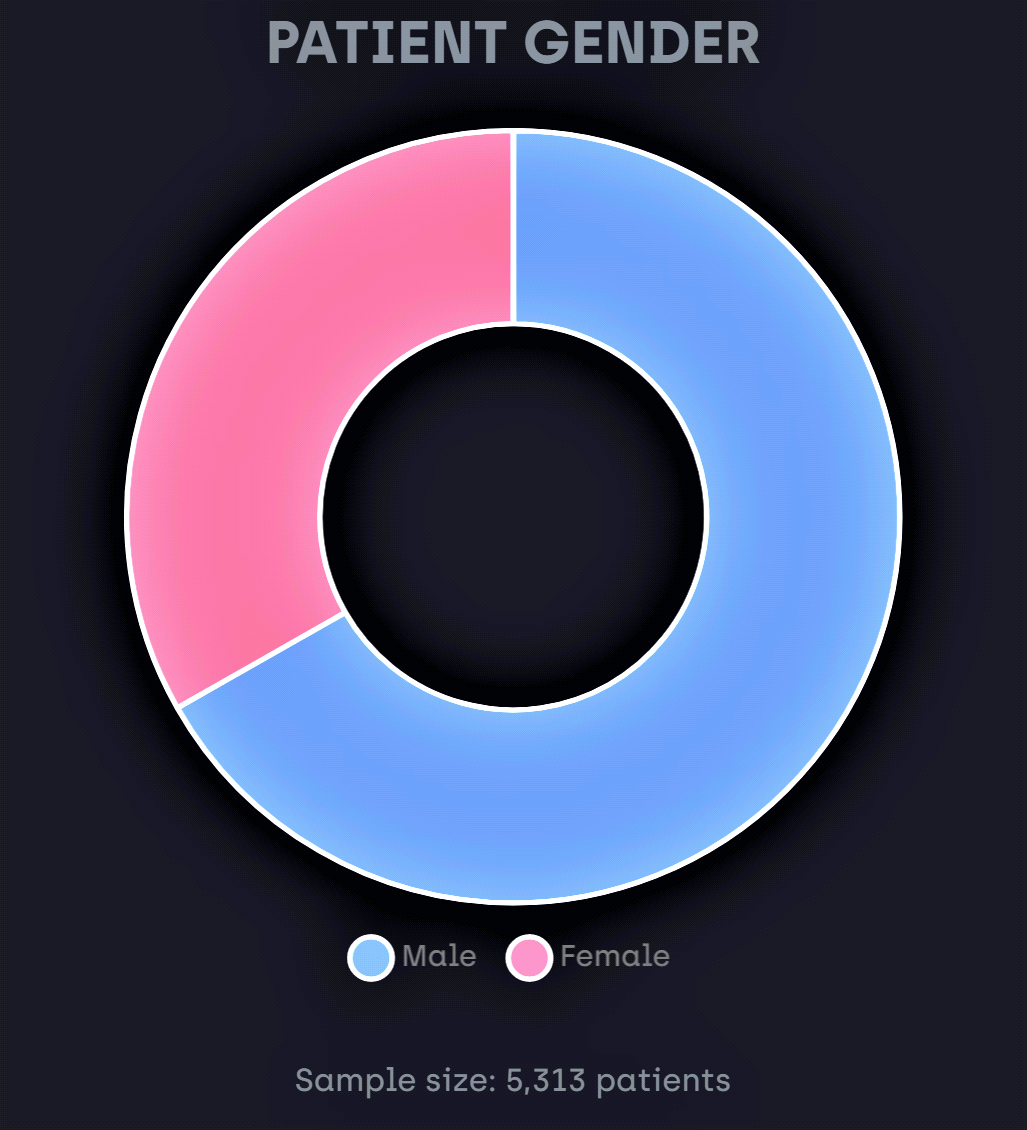 PATIENT GENDER
Male Female
Sample size: 5,313 patients